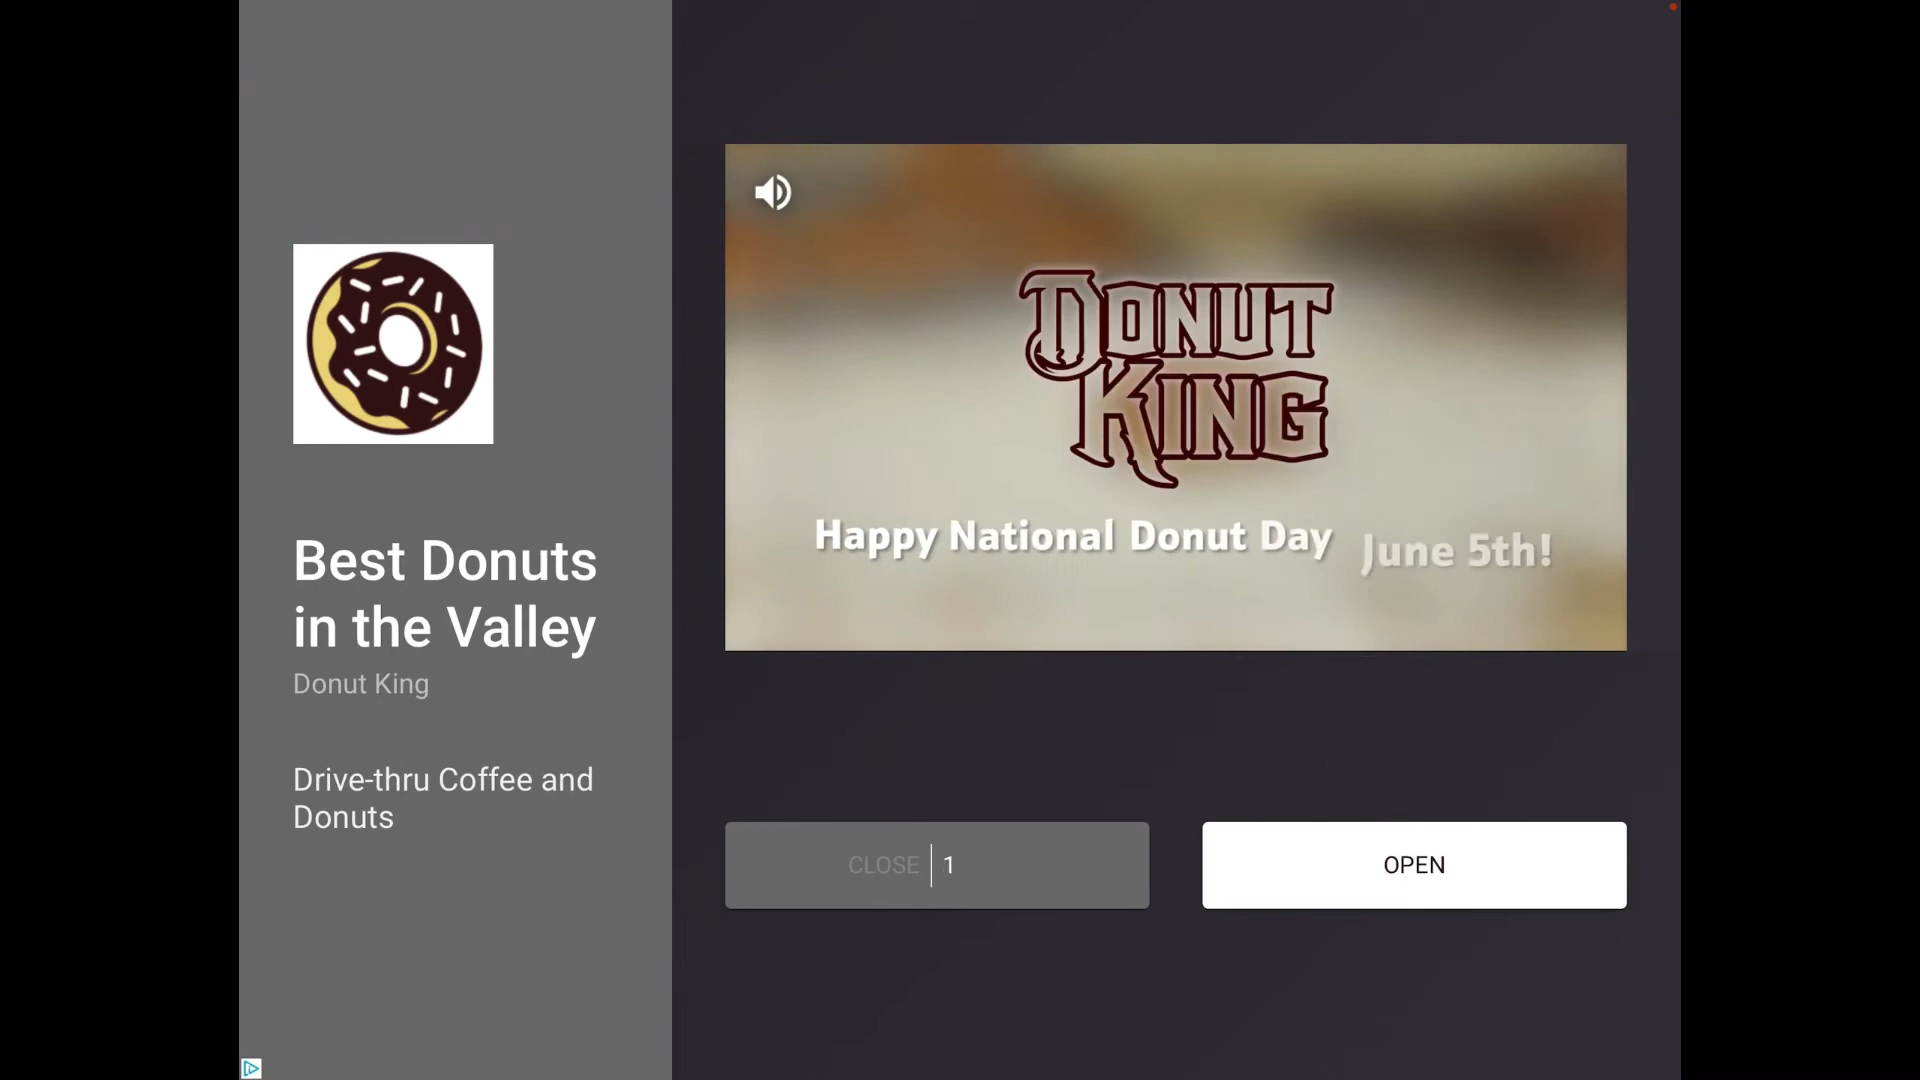 Best Donuts
in the Valley
Donut King
Drive-thru Coffee and
Donuts
DONUT
KING
Happy National Donut Day June 5th!
CLOSE 1
OPEN